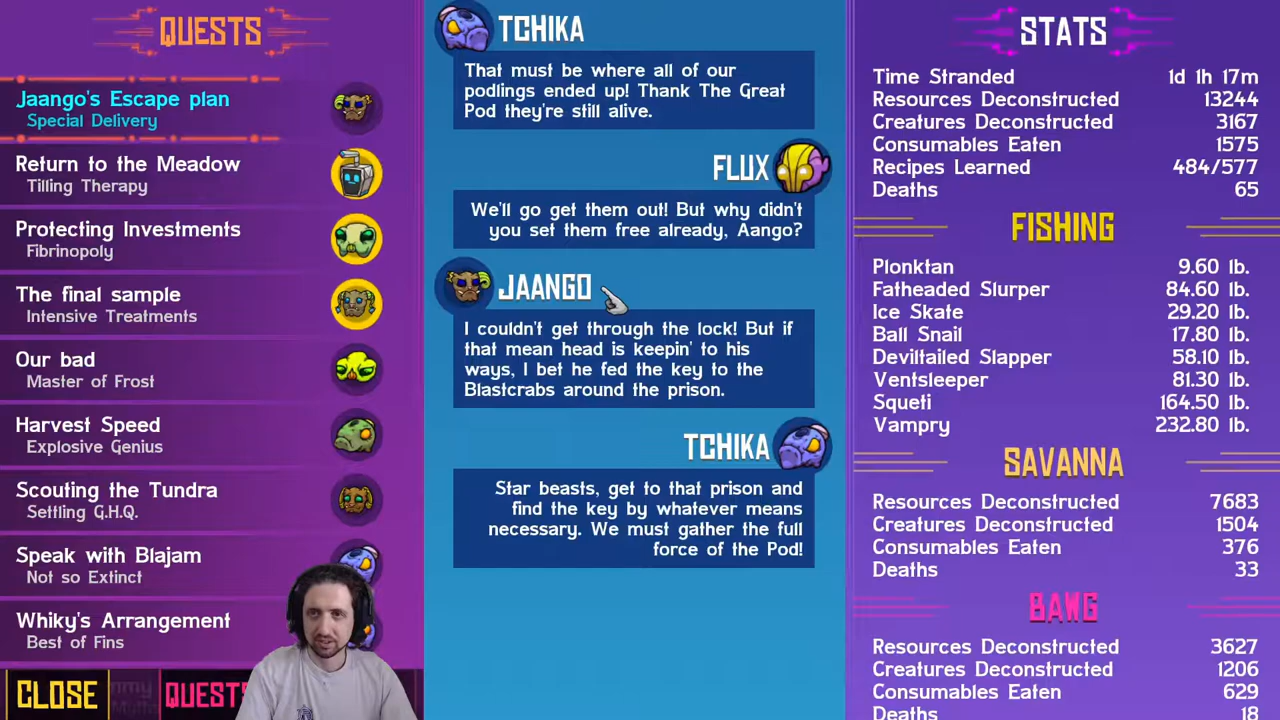 QUESTS
Jaango's Escape plan
Special Delivery
Return to the Meadow
Tilling Therapy
Protecting Investments
Fibrinopoly
The final sample
Intensive Treatments
Our bad
Master of Frost
Harvest Speed
Explosive Genius
Scouting the Tundra
Settling G.H.Q.
Speak with Blajam
Not so Extinct
Whiky's Arrangement
Best of Fins
CLOSE
QUESTS
TCHIKA
That must be where all of our
podlings ended up! Thank The Great
Pod they're still alive.
FLUX
We'll go get them out! But why didn't
you set them free already, Aango?
JAANGO
I couldn't get through the lock! But if
that mean head is keepin' to his
ways, I bet he fed the key to the
Blastcrabs around the prison.
TCHIKA
Star beasts, get to that prison and
find the key by whatever means
necessary. We must gather the full
force of the Pod!
STATS
Time Stranded 1d 1h 17m
Resources Deconstructed 13244
Creatures Deconstructed 3167
Consumables Eaten 1575
Recipes Learned 484/577
Deaths 65
FISHING
Plonkfan 9.60 lb.
Fatheaded Slurper 84.60 lb.
Ice Skate 29.20 lb.
Ball Snail 17.80 lb.
Deviltailed Slapper 58.10 lb.
Ventsleeper 81.30 lb.
Squeti 164.50 lb.
Vampry 232.80 lb.
SAVANNA
Resources Deconstructed 7683
Creatures Deconstructed 1504
Consumables Eaten 376
Deaths 33
BAWG
Resources Deconstructed 3627
Creatures Deconstructed 1206
Consumables Eaten 629
Deaths 18